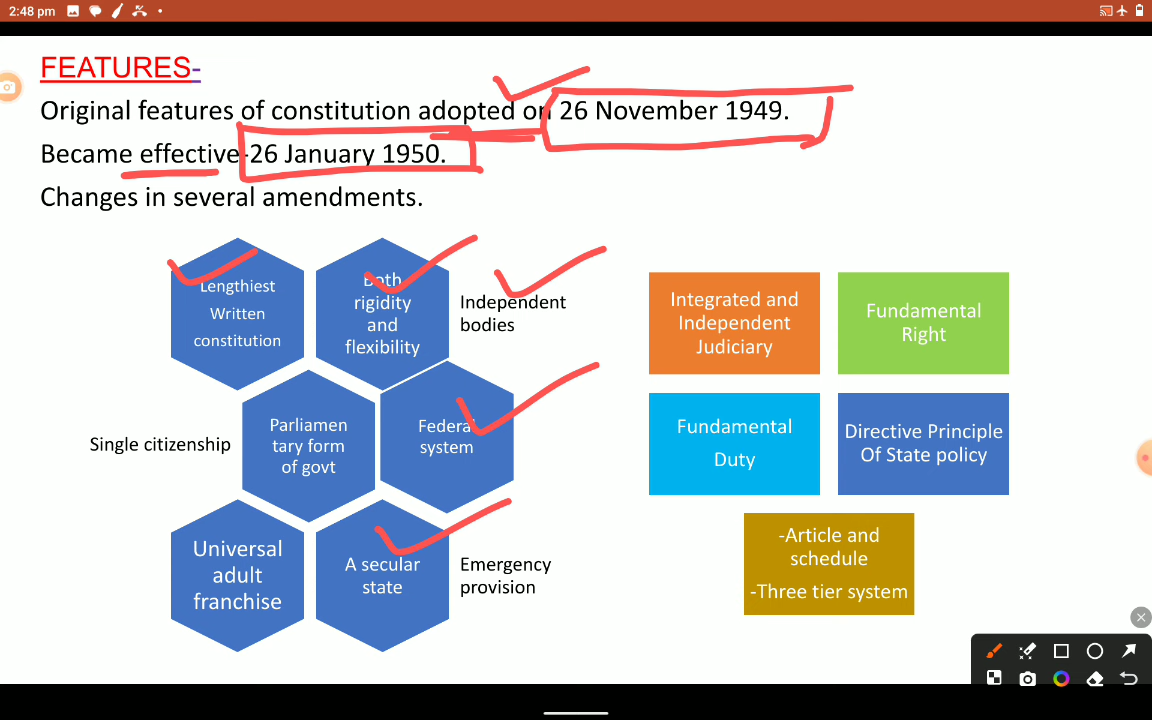 2:48 pm
FEATURES-
Original features of constitution adopted on 26 November 1949.
Became effective-26 January 1950.
Changes in several amendments.
Lengthiest
Written
constitution
Both
rigidity
and
flexibility
Independent
bodies
Single citizenship
Parliamen
tary form
of govt
Federal
system
Universal
adult
franchise
A secular
state
Emergency
provision
Integrated and
Independent
Judiciary
Fundamental
Right
Fundamental
Duty
Directive Principle
Of State policy
-Article and
schedule
-Three tier system